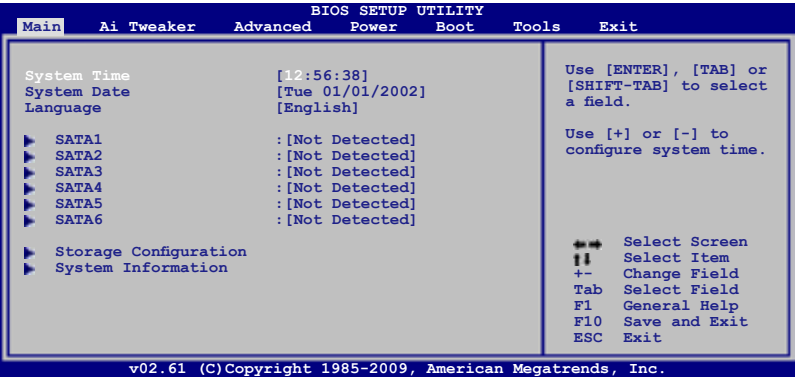 BIOS SETUP UTILITY
Main Ai Tweaker Advanced Power Boot Tools Exit
System Time [12:56:38]
System Date [Tue 01/01/2002]
Language [English]
SATA1 :[Not Detected]
SATA2 :[Not Detected]
SATA3 :[Not Detected]
SATA4 :[Not Detected]
SATA5 :[Not Detected]
SATA6 :[Not Detected]
Storage Configuration
System Information
Use [ENTER], [TAB] or
[SHIFT-TAB] to select
a field.
Use [+] or [-] to
configure system time.
Select Screen
Select Item
+- Change Field
Tab Select Field
F1 General Help
F10 Save and Exit
ESC Exit
v02.61 (C)Copyright 1985-2009, American Megatrends, Inc.